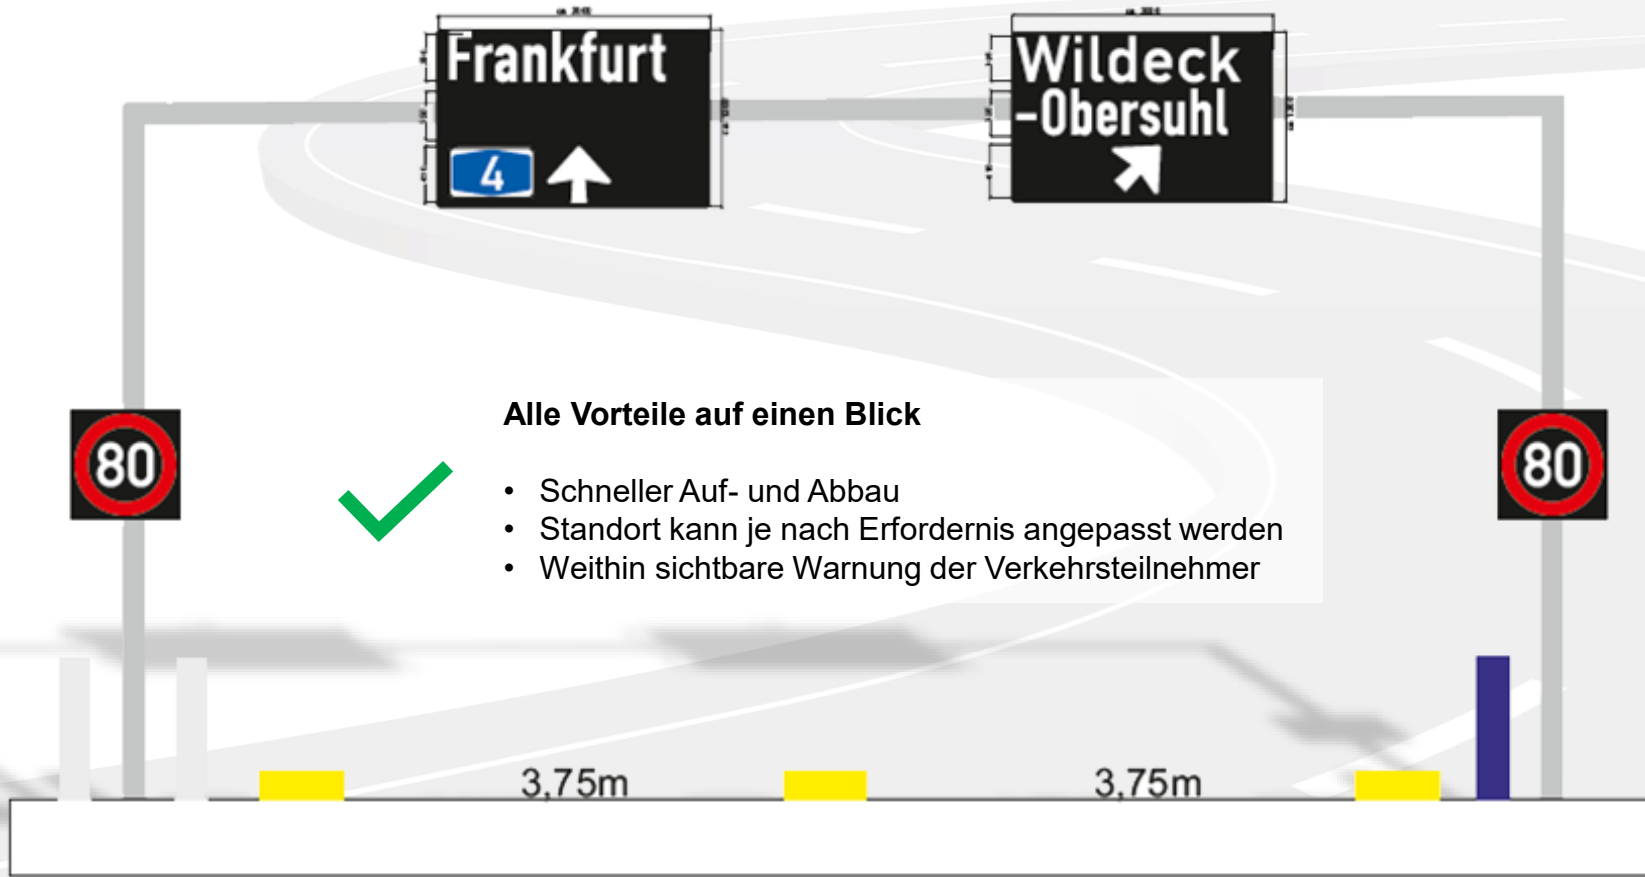 Frankfurt
4
Wildeck
-Obersuhl
80
80
Alle Vorteile auf einen Blick
• Schneller Auf- und Abbau
• Standort kann je nach Erfordernis angepasst werden
• Weithin sichtbare Warnung der Verkehrsteilnehmer
3,75m
3,75m